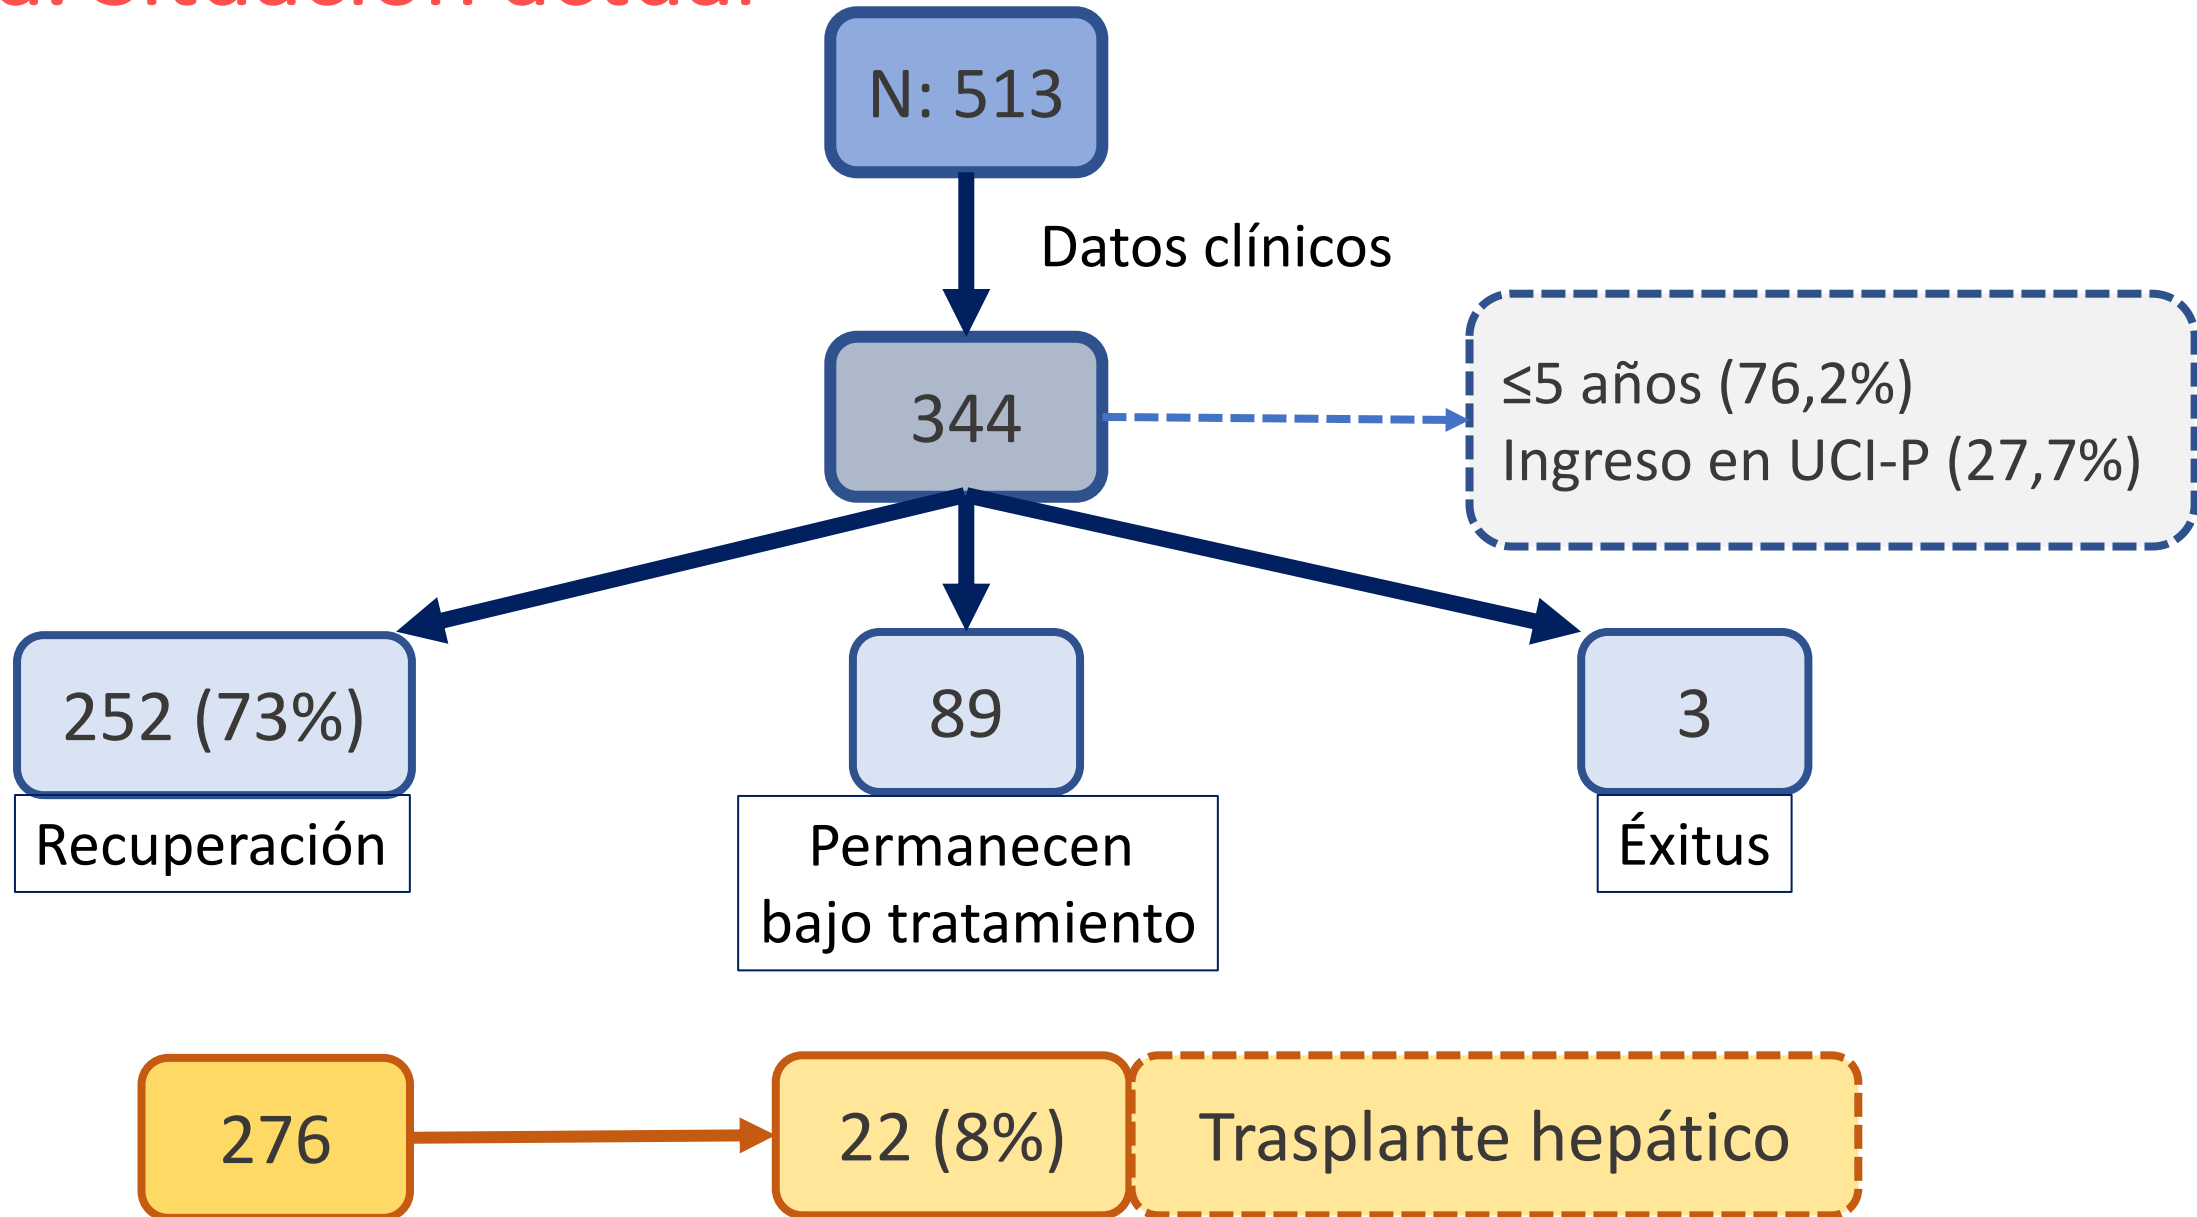 N: 513
Datos clínicos
344
≤5 años (76,2%)
Ingreso en UCI-P (27,7%)
252 (73%)
89
3
Recuperación
Permanecen
bajo tratamiento
Éxitus
276
22 (8%)
Trasplante hepático